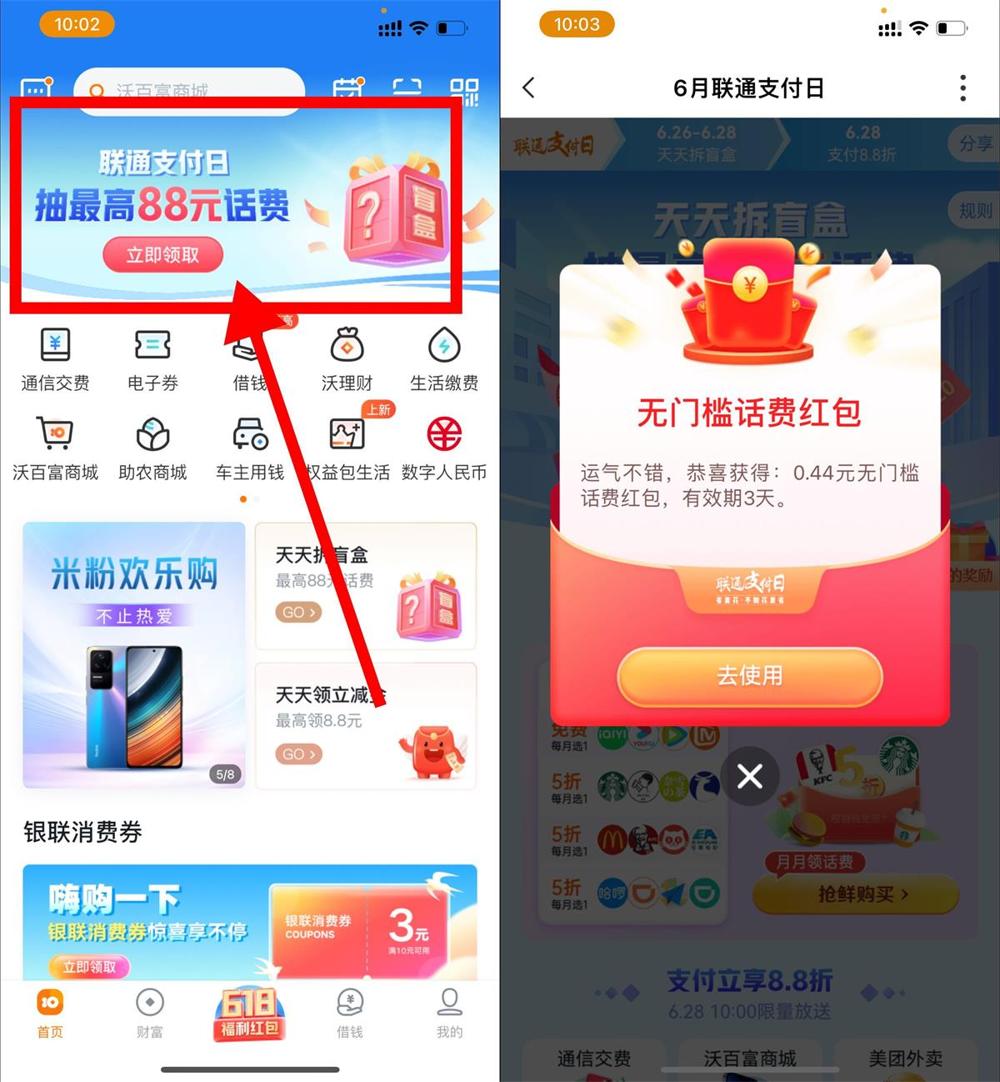 10:02
沃百富商城
联通支付日
抽最高88元话费
立即领取
盲盒
?
高
通信交费
电子券
借钱
沃理财
生活缴费
上新
沃百富商城
助农商城
车主用钱
权益包生活
数字人民币
米粉欢乐购
不止热爱
5/8
天天拆盲盒
最高88元话费
GO >
?
盲盒
天天领立减金
最高领8.8元
GO >
银联消费券
嗨购一下
银联消费券惊喜享不停
立即领取
银联消费券
COUPONS
3元
满10元可用
首页
财富
618
福利红包
借钱
我的
10:03
6月联通支付日
联通支付日
6.26-6.28
天天拆盲盒
6.28
支付8.8折
分享
天天拆盲盒
规则
无门槛话费红包
运气不错，恭喜获得：0.44元无门槛
话费红包，有效期3天。
的奖励
联通支付日
去使用
免费
每月选1
iQIYI
YOUKU
5折
每月选1
5折
每月选1
5折
每月选1
哈啰
KFC
5折
月月领话费
抢鲜购买 >
支付立享8.8折
6.28 10:00限量放送
通信交费
沃百富商城
美团外卖